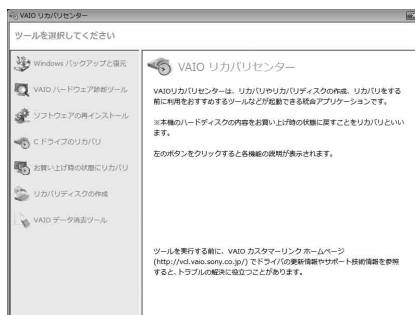 VAIO リカバリセンター
ツールを選択してください
Windows バックアップと復元
VAIO ハードウェア診断ツール
ソフトウェアの再インストール
C ドライブのリカバリ
お買い上げ時の状態にリカバリ
リカバリディスクの作成
VAIO データ消去ツール
VAIO リカバリセンター
VAIOリカバリセンターは、リカバリやリカバリディスクの作成、リカバリをする
前に利用をおすすめするツールなどが起動できる統合アプリケーションです。
※本機のハードディスクの内容をお買い上げ時の状態に戻すことをリカバリといい
ます。
左のボタンをクリックすると各機能の説明が表示されます。
ツールを実行する前に、VAIO カスタマーリンク ホームページ
(http://vcl.vaio.sony.co.jp/) でドライバの更新情報やサポート技術情報を参照
すると、トラブルの解決に役立つことがあります。